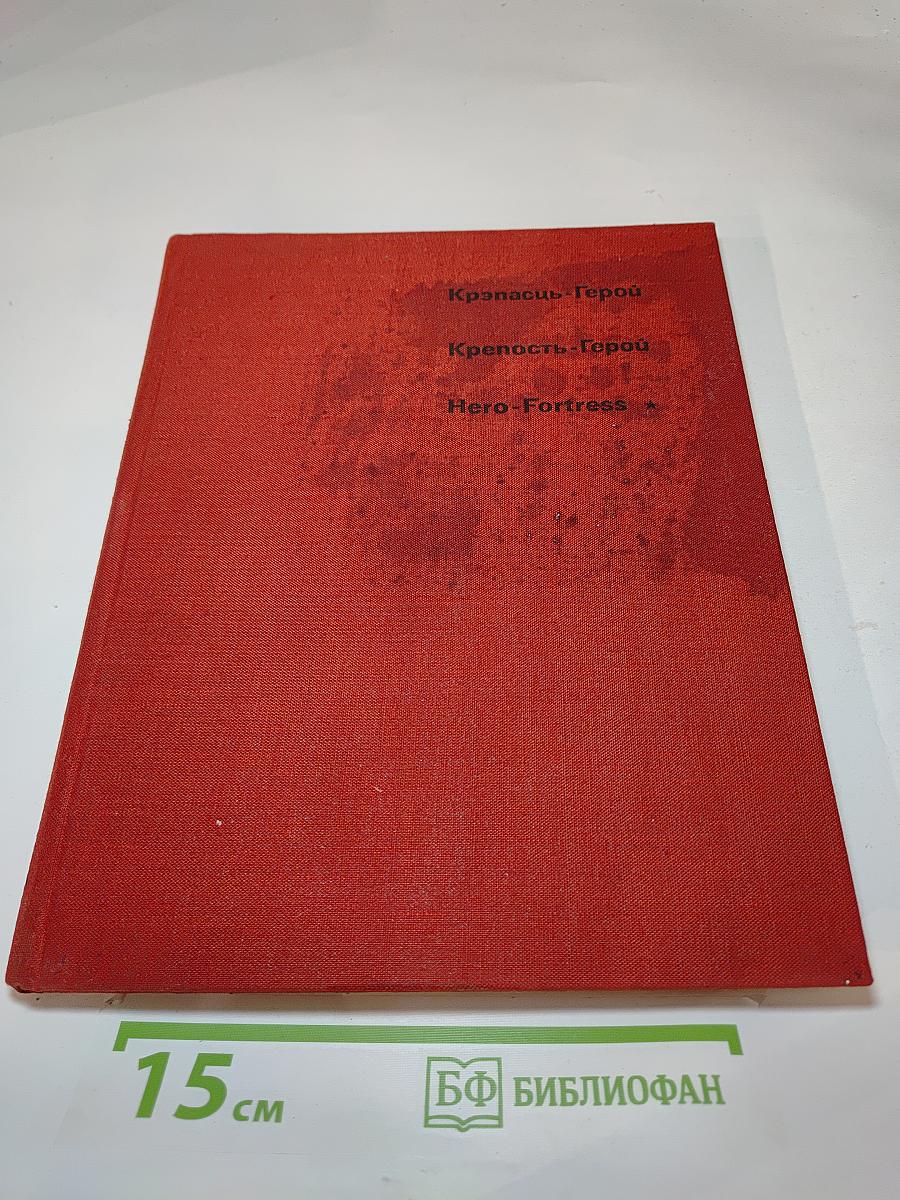 Крэпасць-Герой
Крепость-Герой
Hero-Fortress ★
15 см
БФ БИБЛИОФАН